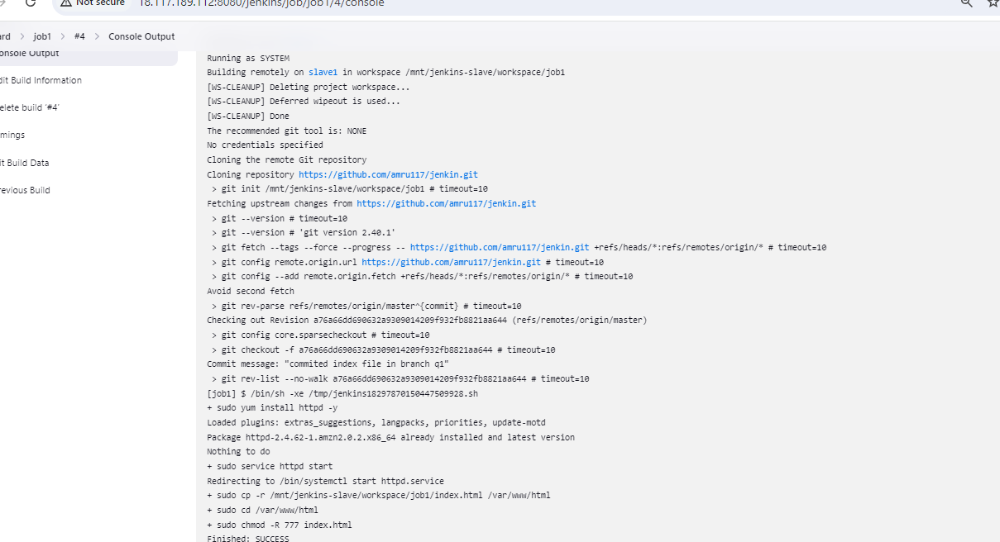 Not secure 18.117.189.112:8080/jenkins/job/job1/4/console
ard > job1 > #4 > Console Output
onsole Output
dit Build Information
elete build '#4'
mings
it Build Data
revious Build
Running as SYSTEM
Building remotely on slave1 in workspace /mnt/jenkins-slave/workspace/job1
[WS-CLEANUP] Deleting project workspace...
[WS-CLEANUP] Deferred wipeout is used...
[WS-CLEANUP] Done
The recommended git tool is: NONE
No credentials specified
Cloning the remote Git repository
Cloning repository https://github.com/amru117/jenkin.git
> git init /mnt/jenkins-slave/workspace/job1 # timeout=10
Fetching upstream changes from https://github.com/amru117/jenkin.git
> git --version # timeout=10
> git --version # 'git version 2.40.1'
> git fetch --tags --force --progress -- https://github.com/amru117/jenkin.git +refs/heads/*:refs/remotes/origin/* # timeout=10
> git config remote.origin.url https://github.com/amru117/jenkin.git # timeout=10
> git config --add remote.origin.fetch +refs/heads/*:refs/remotes/origin/* # timeout=10
Avoid second fetch
> git rev-parse refs/remotes/origin/master^{commit} # timeout=10
Checking out Revision a76a66dd690632a9309014209f932fb8821aa644 (refs/remotes/origin/master)
> git config core.sparsecheckout # timeout=10
> git checkout -f a76a66dd690632a9309014209f932fb8821aa644 # timeout=10
Commit message: "commited index file in branch q1"
> git rev-list --no-walk a76a66dd690632a9309014209f932fb8821aa644 # timeout=10
[job1] $ /bin/sh -xe /tmp/jenkins18297870150447509928.sh
+ sudo yum install httpd -y
Loaded plugins: extras_suggestions, langpacks, priorities, update-motd
Package httpd-2.4.62-1.amzn2.0.2.x86_64 already installed and latest version
Nothing to do
+ sudo service httpd start
Redirecting to /bin/systemctl start httpd.service
+ sudo cp -r /mnt/jenkins-slave/workspace/job1/index.html /var/www/html
+ sudo cd /var/www/html
+ sudo chmod -R 777 index.html
Finished: SUCCESS